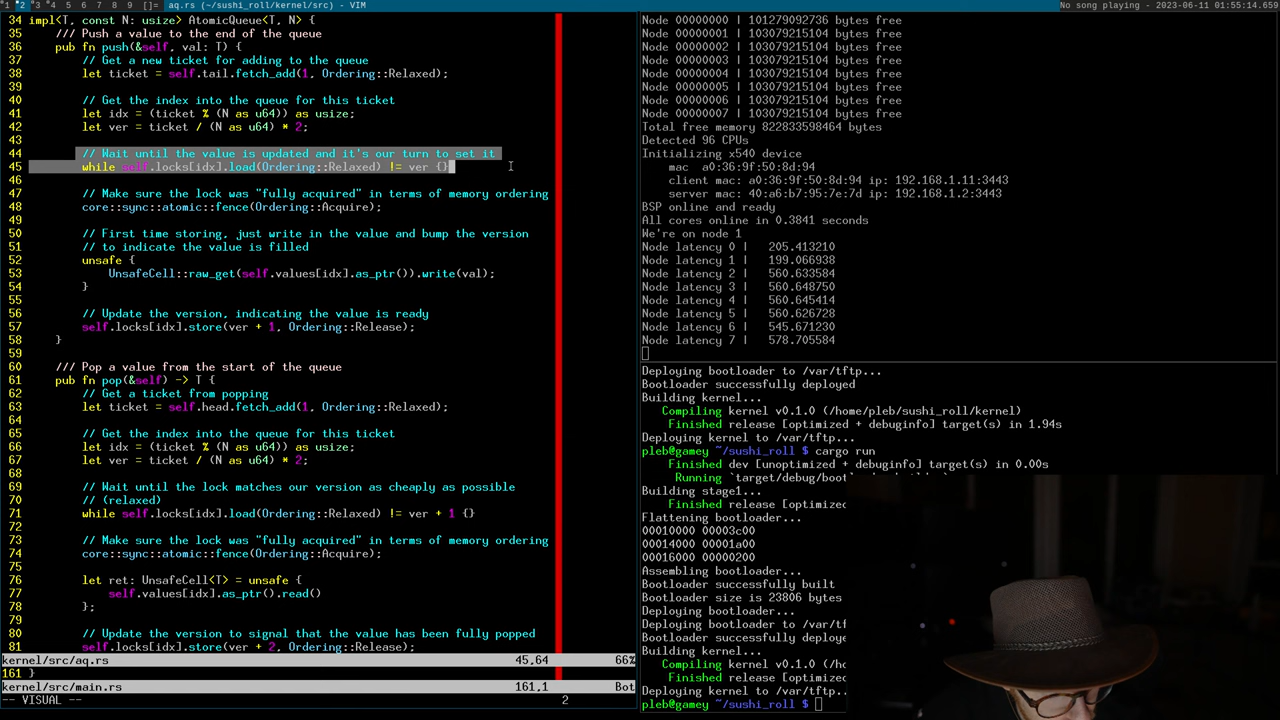 1 2 3 4 5 6 7 8 9 []= aq.rs (~/sushi_roll/kernel/src) - VIM
No song playing - 2023-06-11 01:55:14.659
34 impl<T, const N: usize> AtomicQueue<T, N> {
35 /// Push a value to the end of the queue
36 pub fn push(&self, val: T) {
37 // Get a new ticket for adding to the queue
38 let ticket = self.tail.fetch_add(1, Ordering::Relaxed);
39
40 // Get the index into the queue for this ticket
41 let idx = (ticket % (N as u64)) as usize;
42 let ver = ticket / (N as u64) * 2;
43
44 // Wait until the value is updated and it's our turn to set it
45 while self.locks[idx].load(Ordering::Relaxed) != ver {}
46
47 // Make sure the lock was "fully acquired" in terms of memory ordering
48 core::sync::atomic::fence(Ordering::Acquire);
49
50 // First time storing, just write in the value and bump the version
51 // to indicate the value is filled
52 unsafe {
53 UnsafeCell::raw_get(self.values[idx].as_ptr()).write(val);
54 }
55
56 // Update the version, indicating the value is ready
57 self.locks[idx].store(ver + 1, Ordering::Release);
58 }
59
60 /// Pop a value from the start of the queue
61 pub fn pop(&self) -> T {
62 // Get a ticket from popping
63 let ticket = self.head.fetch_add(1, Ordering::Relaxed);
64
65 // Get the index into the queue for this ticket
66 let idx = (ticket % (N as u64)) as usize;
67 let ver = ticket / (N as u64) * 2;
68
69 // Wait until the lock matches our version as cheaply as possible
70 // (relaxed)
71 while self.locks[idx].load(Ordering::Relaxed) != ver + 1 {}
72
73 // Make sure the lock was "fully acquired" in terms of memory ordering
74 core::sync::atomic::fence(Ordering::Acquire);
75
76 let ret: UnsafeCell<T> = unsafe {
77 self.values[idx].as_ptr().read()
78 };
79
80 // Update the version to signal that the value has been fully popped
81 self.locks[idx].store(ver + 2, Ordering::Release);
kernel/src/aq.rs 45,64 66%
161 }
kernel/src/main.rs 161,1 Bot
-- VISUAL -- 2
Node 00000000 | 101279092736 bytes free
Node 00000001 | 103079215104 bytes free
Node 00000002 | 103079215104 bytes free
Node 00000003 | 103079215104 bytes free
Node 00000004 | 103079215104 bytes free
Node 00000005 | 103079215104 bytes free
Node 00000006 | 103079215104 bytes free
Node 00000007 | 103079215104 bytes free
Total free memory 822833598464 bytes
Detected 96 CPUs
Initializing x540 device
mac a0:36:9f:50:8d:94
client mac: a0:36:9f:50:8d:94 ip: 192.168.1.11:3443
server mac: 40:a6:b7:95:7e:7d ip: 192.168.1.2:3443
BSP online and ready
All cores online in 0.3841 seconds
We're on node 1
Node latency 0 | 205.413210
Node latency 1 | 199.066938
Node latency 2 | 560.633584
Node latency 3 | 560.648750
Node latency 4 | 560.645414
Node latency 5 | 560.626728
Node latency 6 | 545.671230
Node latency 7 | 578.705584
Deploying bootloader to /var/tftp...
Bootloader successfully deployed
Building kernel...
Compiling kernel v0.1.0 (/home/pleb/sushi_roll/kernel)
Finished release [optimized + debuginfo] target(s) in 1.94s
Deploying kernel to /var/tftp...
pleb@gamey ~/sushi_roll $ cargo run
Finished dev [unoptimized + debuginfo] target(s) in 0.00s
Running `target/debug/boot
Building stage1...
Finished release [optimized
Flattening bootloader...
00010000 00003c00
00014000 00001a00
00016000 00000200
Assembling bootloader...
Bootloader successfully built
Bootloader size is 23806 bytes
Deploying bootloader...
Deploying bootloader to /var/tf
Bootloader successfully deploye
Building kernel...
Compiling kernel v0.1.0 (/ho
Finished release [optimized
Deploying kernel to /var/tftp..
pleb@gamey ~/sushi_roll $